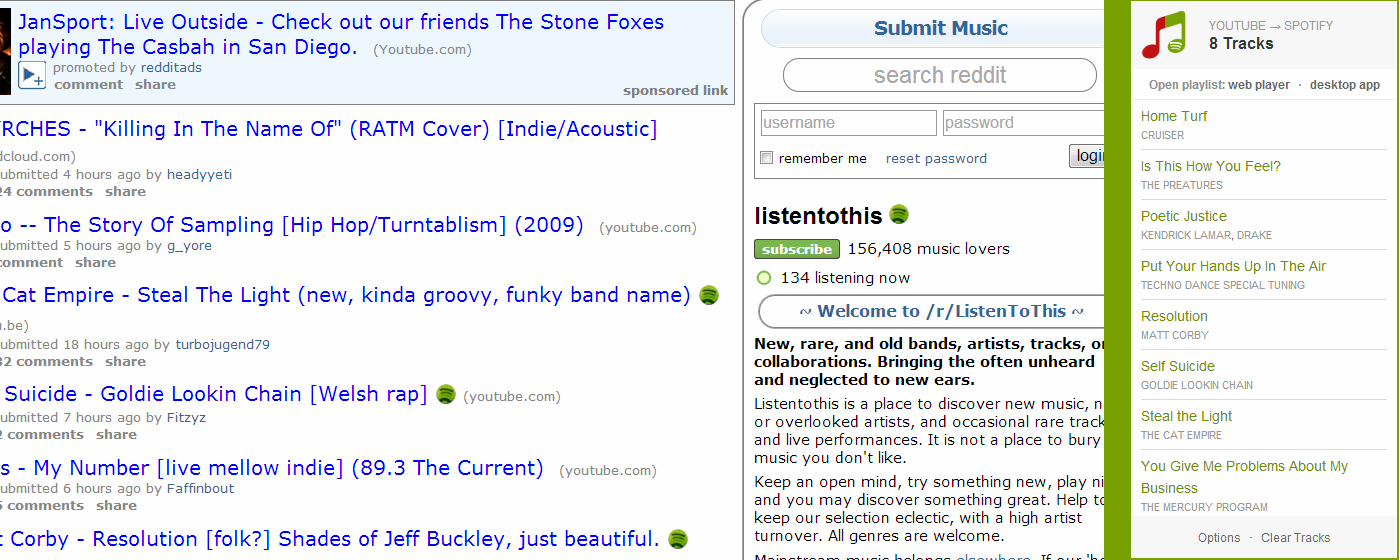 JanSport: Live Outside - Check out our friends The Stone Foxes
playing The Casbah in San Diego. (Youtube.com)
promoted by redditads
comment share
sponsored link
RCHES - "Killing In The Name Of" (RATM Cover) [Indie/Acoustic]
dcloud.com)
ubmitted 4 hours ago by headyyeti
24 comments share
o -- The Story Of Sampling [Hip Hop/Turntablism] (2009) (youtube.com)
ubmitted 5 hours ago by g_yore
comment share
Cat Empire - Steal The Light (new, kinda groovy, funky band name)
u.be)
ubmitted 18 hours ago by turbojugend79
32 comments share
Suicide - Goldie Lookin Chain [Welsh rap] (youtube.com)
ubmitted 7 hours ago by Fitzyz
2 comments share
s - My Number [live mellow indie] (89.3 The Current) (youtube.com)
ubmitted 6 hours ago by Faffinbout
comments share
t Corby - Resolution [folk?] Shades of Jeff Buckley, just beautiful.
Submit Music
search reddit
username password
remember me reset password login
listentothis
subscribe 156,408 music lovers
134 listening now
~ Welcome to /r/ListenToThis ~
New, rare, and old bands, artists, tracks, or
collaborations. Bringing the often unheard
and neglected to new ears.
Listentothis is a place to discover new music, n
or overlooked artists, and occasional rare track
and live performances. It is not a place to bury
music you don't like.
Keep an open mind, try something new, play ni
and you may discover something great. Help to
keep our selection eclectic, with a high artist
turnover. All genres are welcome.
Mainstream music belongs elsewhere. If our 'he
YOUTUBE → SPOTIFY
8 Tracks
Open playlist: web player · desktop app
Home Turf
CRUISER
Is This How You Feel?
THE PREATURES
Poetic Justice
KENDRICK LAMAR, DRAKE
Put Your Hands Up In The Air
TECHNO DANCE SPECIAL TUNING
Resolution
MATT CORBY
Self Suicide
GOLDIE LOOKIN CHAIN
Steal the Light
THE CAT EMPIRE
You Give Me Problems About My
Business
THE MERCURY PROGRAM
Options · Clear Tracks